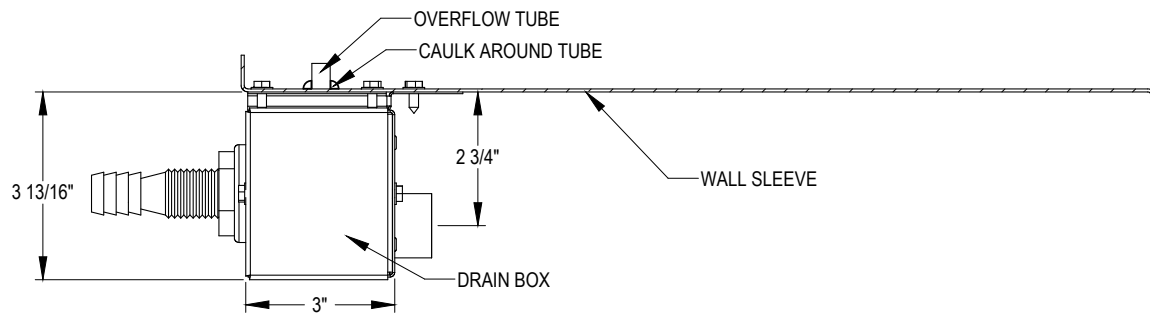 OVERFLOW TUBE
CAULK AROUND TUBE
2 3/4"
3 13/16"
WALL SLEEVE
DRAIN BOX
3"